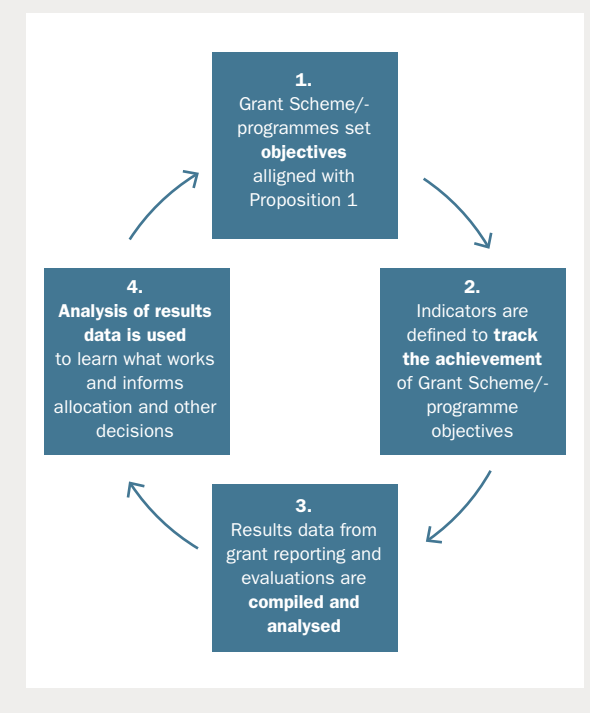 1.
Grant Scheme/-
programmes set
objectives
alligned with
Proposition 1
2.
Indicators are
defined to track
the achievement
of Grant Scheme/-
programme
objectives
3.
Results data from
grant reporting and
evaluations are
compiled and
analysed
4.
Analysis of results
data is used
to learn what works
and informs
allocation and other
decisions